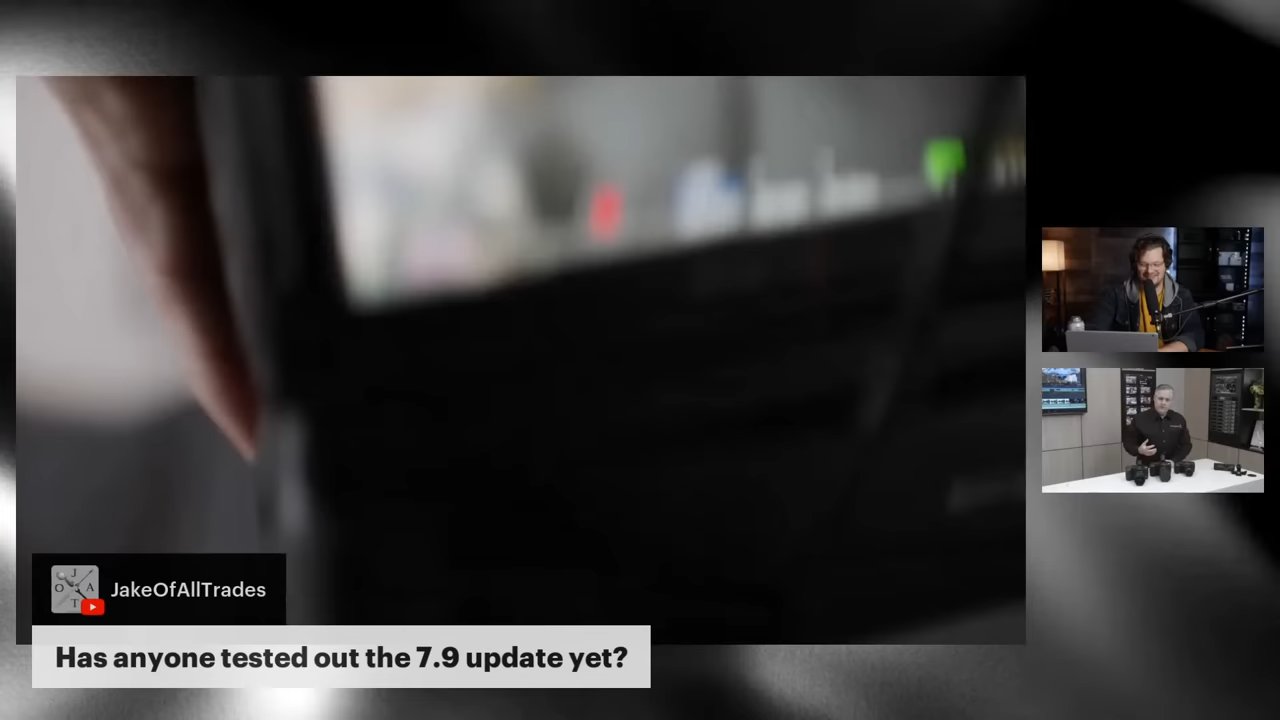 J
O A
T
JakeOfAllTrades
Has anyone tested out the 7.9 update yet?